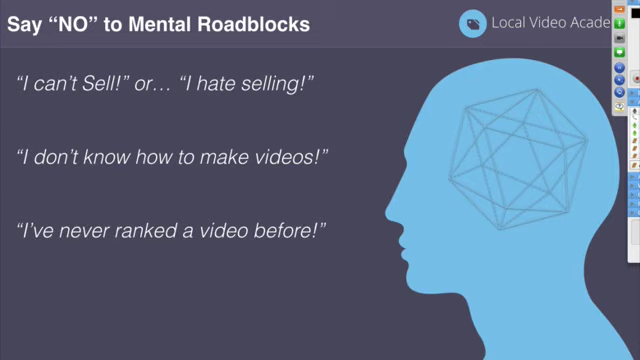 Say “NO” to Mental Roadblocks
Local Video Acade
“I can't Sell!” or... “I hate selling!”
“I don't know how to make videos!”
“I've never ranked a video before!”